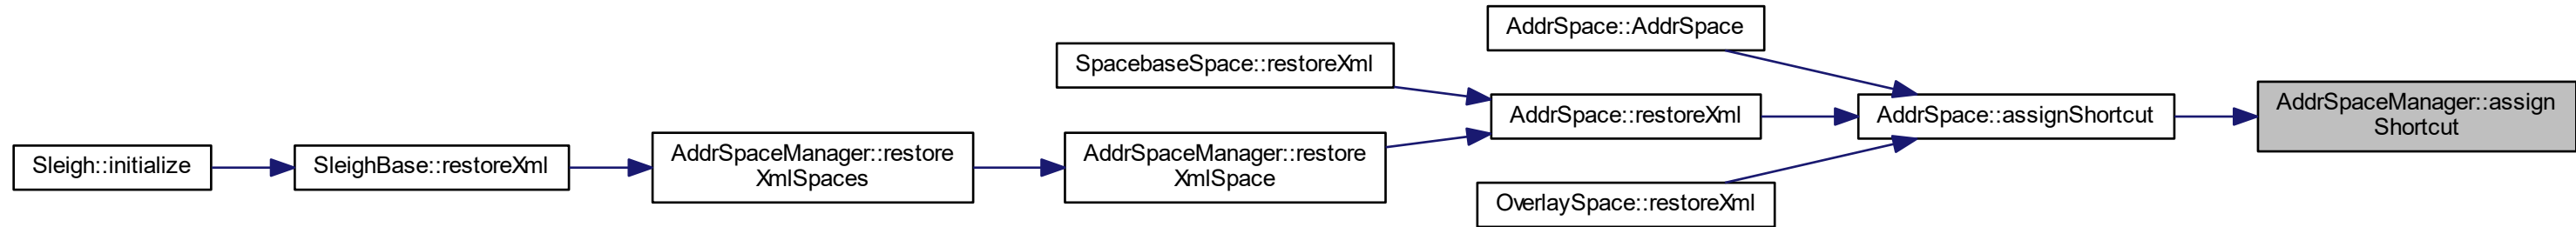 AddrSpace::AddrSpace
SpacebaseSpace::restoreXml
AddrSpaceManager::assign
Shortcut
AddrSpace::restoreXml
AddrSpace::assignShortcut
Sleigh::initialize
SleighBase::restoreXml
AddrSpaceManager::restore
XmlSpaces
AddrSpaceManager::restore
XmlSpace
OverlaySpace::restoreXml